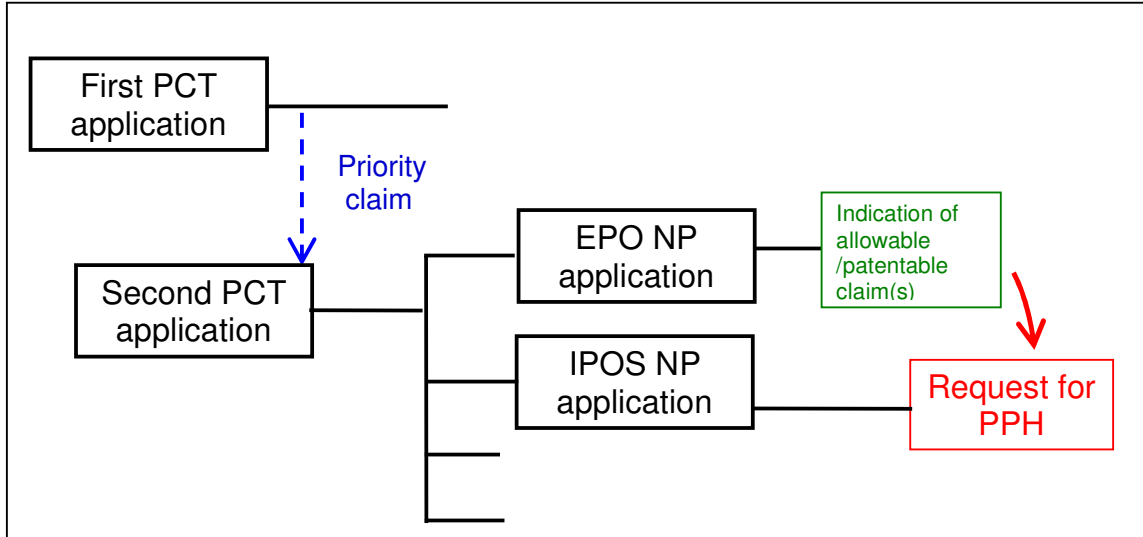 First PCT
application
Priority
claim
Second PCT
application
EPO NP
application
Indication of
allowable
/patentable
claim(s)
IPOS NP
application
Request for
PPH